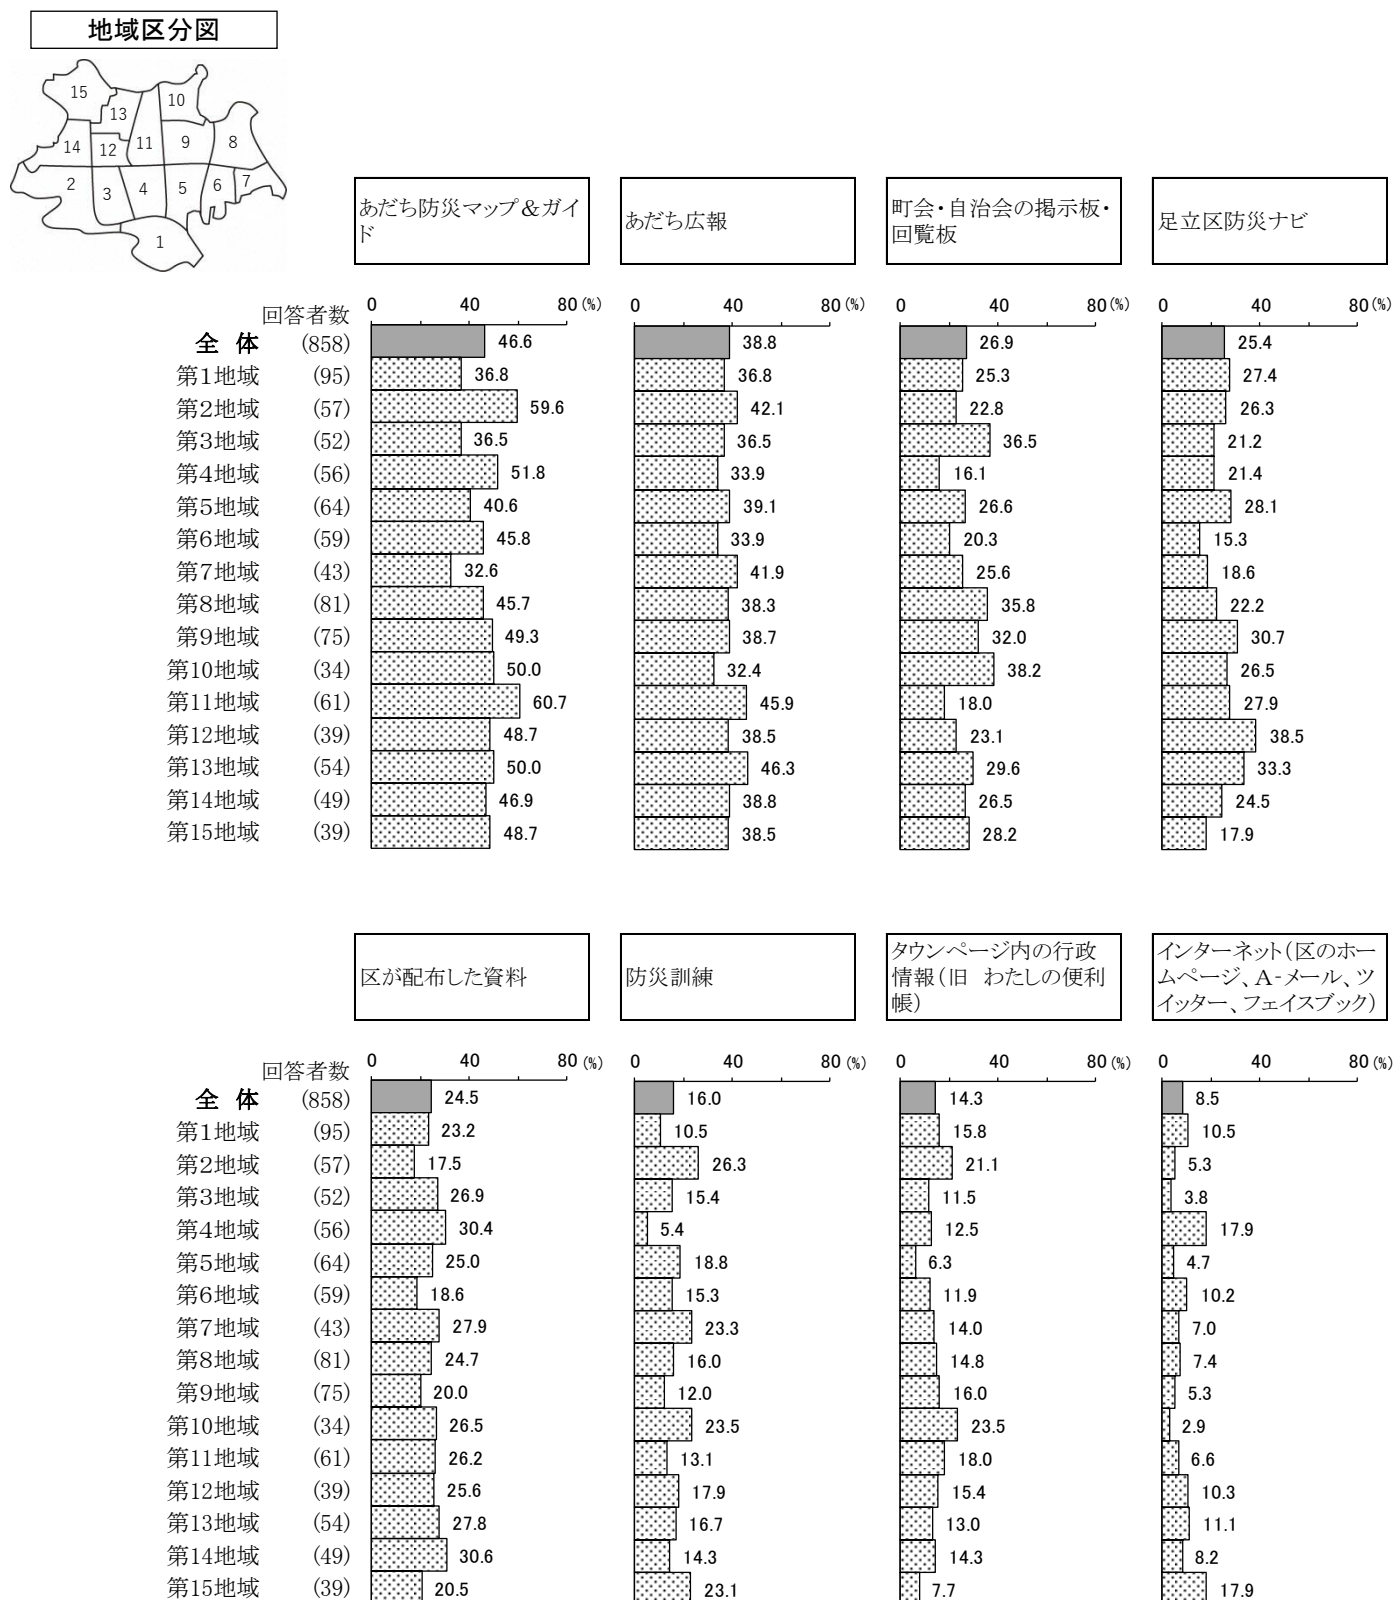 地域区分図
15
10
13
14
12
11
9
8
2
3
4
5
6
7
1
あだち防災マップ&ガイ
ド
あだち広報
町会・自治会の掲示板・
回覧板
足立区防災ナビ
0 40 80(%) 0 40 80(%) 0 40 80(%) 0 40 80(%)
回答者数
全 体 (858) 46.6 38.8 26.9 25.4
第1地域 (95) 36.8 36.8 25.3 27.4
第2地域 (57) 59.6 42.1 22.8 26.3
第3地域 (52) 36.5 36.5 36.5 21.2
第4地域 (56) 51.8 33.9 16.1 21.4
第5地域 (64) 40.6 39.1 26.6 28.1
第6地域 (59) 45.8 33.9 20.3 15.3
第7地域 (43) 32.6 41.9 25.6 18.6
第8地域 (81) 45.7 38.3 35.8 22.2
第9地域 (75) 49.3 38.7 32.0 30.7
第10地域 (34) 50.0 32.4 38.2 26.5
第11地域 (61) 60.7 45.9 18.0 27.9
第12地域 (39) 48.7 38.5 23.1 38.5
第13地域 (54) 50.0 46.3 29.6 33.3
第14地域 (49) 46.9 38.8 26.5 24.5
第15地域 (39) 48.7 38.5 28.2 17.9
区が配布した資料
防災訓練
タウンページ内の行政
情報(旧 わたしの便利
帳)
インターネット(区のホー
ムページ、A-メール、ツ
イッター、フェイスブック)
0 40 80(%) 0 40 80(%) 0 40 80(%) 0 40 80(%)
回答者数
全 体 (858) 24.5 16.0 14.3 8.5
第1地域 (95) 23.2 10.5 15.8 10.5
第2地域 (57) 17.5 26.3 21.1 5.3
第3地域 (52) 26.9 15.4 11.5 3.8
第4地域 (56) 30.4 5.4 12.5 17.9
第5地域 (64) 25.0 18.8 6.3 4.7
第6地域 (59) 18.6 15.3 11.9 10.2
第7地域 (43) 27.9 23.3 14.0 7.0
第8地域 (81) 24.7 16.0 14.8 7.4
第9地域 (75) 20.0 12.0 16.0 5.3
第10地域 (34) 26.5 23.5 23.5 2.9
第11地域 (61) 26.2 13.1 18.0 6.6
第12地域 (39) 25.6 17.9 15.4 10.3
第13地域 (54) 27.8 16.7 13.0 11.1
第14地域 (49) 30.6 14.3 14.3 8.2
第15地域 (39) 20.5 23.1 7.7 17.9